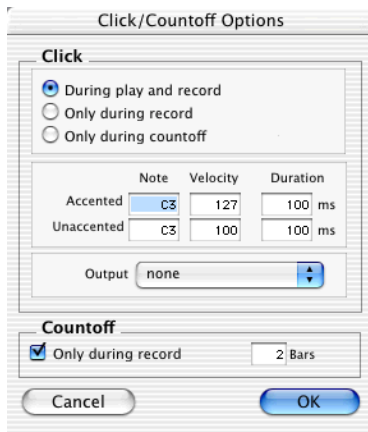 Click/Countoff Options
Click
During play and record
Only during record
Only during countoff
Note Velocity Duration
Accented C3 127 100 ms
Unaccented C3 100 100 ms
Output none
Countoff
Only during record 2 Bars
Cancel OK